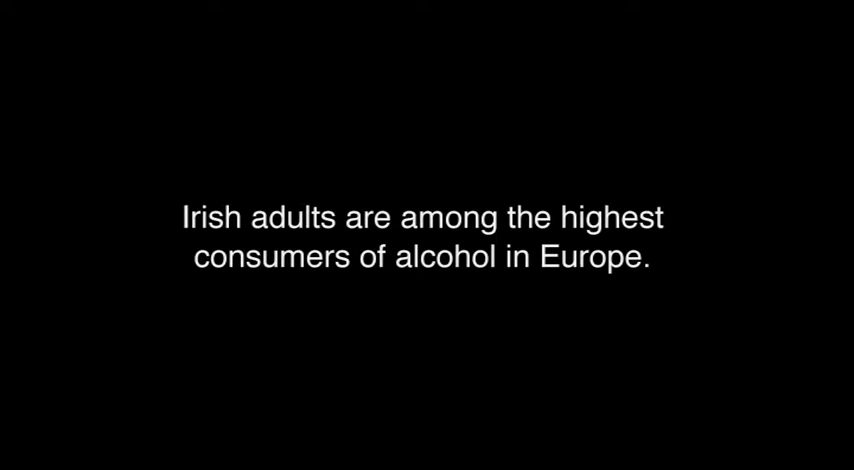 Irish adults are among the highest
consumers of alcohol in Europe.